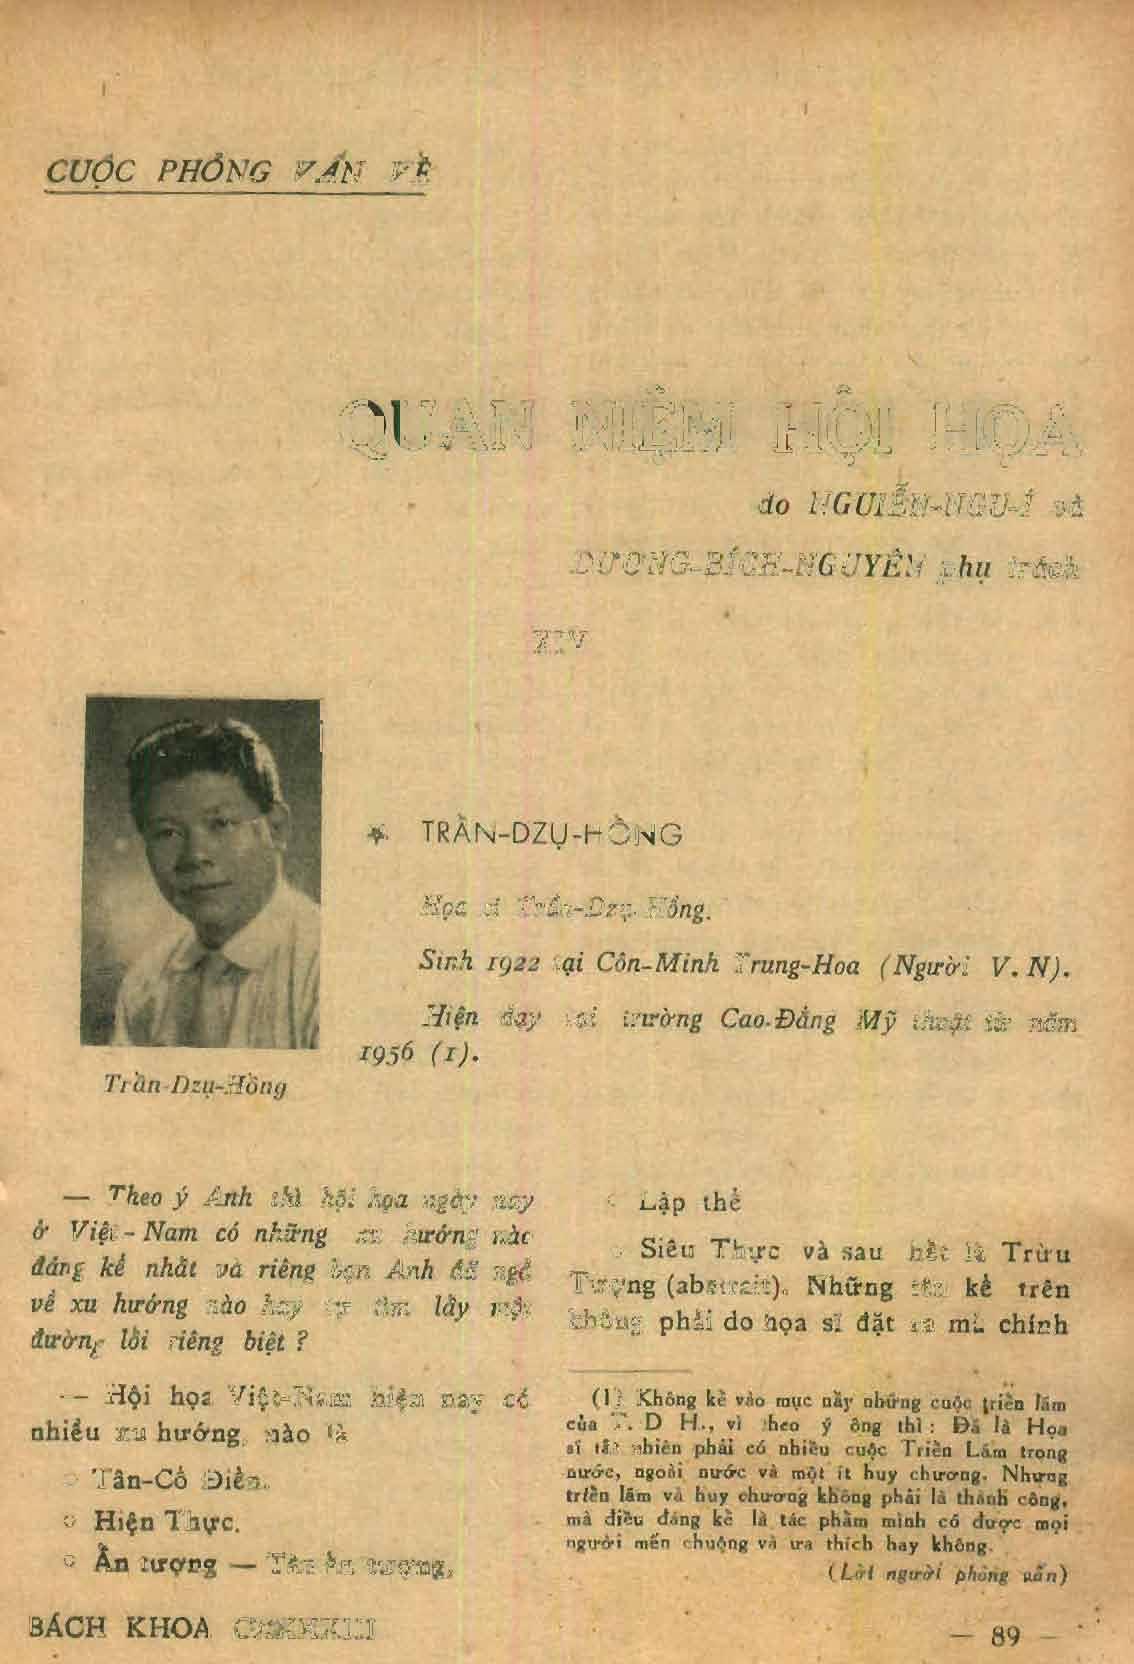 CUỘC PHỎNG VẤN VỀ
QUAN NIỆM HỘI HỌA
do NGUIỄN-NGU-Í và
DƯƠNG-BÍCH-NGUYÊN phụ trách
XIV
TRẦN-DZỤ-HỒNG
Họa sĩ Trần-Dzụ-Hồng.
Sinh 1922 tại Côn-Minh Trung-Hoa (Người V.N).
Hiện dạy tại trường Cao-Đẳng Mỹ thuật từ năm
1956 (1).
Trần-Dzụ-Hồng
— Theo ý Anh thì hội họa ngày nay
ở Việt-Nam có những xu hướng nào
đáng kể nhất và riêng bạn Anh đã ngả
về xu hướng nào hay tự tìm lấy một
đường lối riêng biệt ?
— Hội họa Việt-Nam hiện nay có
nhiều xu hướng, nào là
○ Tân-Cổ Điển.
○ Hiện Thực.
○ Ấn tượng — Tân ấn tượng,
○ Lập thể
○ Siêu Thực và sau hết là Trừu
Tượng (abstrait). Những tên kể trên
không phải do họa sĩ đặt ra mà chính
(1) Không kể vào mục nầy những cuộc triển lãm
của T. D H., vì theo ý ông thì : Đã là Họa
sĩ tất nhiên phải có nhiều cuộc Triển Lãm trong
nước, ngoài nước và một ít huy chương. Nhưng
triển lãm và huy chương không phải là thành công,
mà điều đáng kể là tác phẩm mình có được mọi
người mến chuộng và ưa thích hay không.
(Lời người phỏng vấn)
BÁCH KHOA
— 89 —